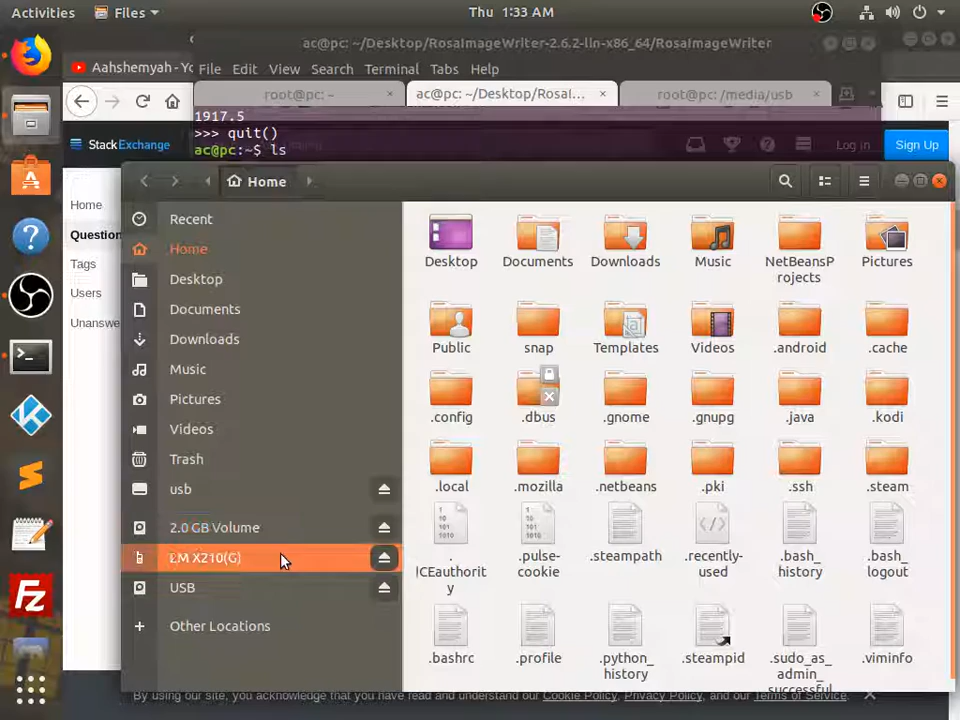 Activities Files Thu 1:33 AM
ac@pc: ~/Desktop/RosaImageWriter-2.6.2-lin-x86_64/RosaImageWriter
Aahshemyah - Yo
File Edit View Search Terminal Tabs Help
root@pc: ~ × ac@pc: ~/Desktop/RosaI... × root@pc: /media/usb ×
1917.5
>>> quit()
ac@pc:~$ ls
StackExchange Log in Sign Up
Home
Question
Tags
Users
Unanswe
Home
Recent
Home
Desktop
Documents
Downloads
Music
Pictures
Videos
Trash
usb
2.0 GB Volume
LM X210(G)
USB
Other Locations
Desktop Documents Downloads Music NetBeansP
rojects Pictures
Public snap Templates Videos .android .cache
.config .dbus .gnome .gnupg .java .kodi
.local .mozilla .netbeans .pki .ssh .steam
.
ICEauthorit
y .pulse-
cookie .steampath .recently-
used .bash_
history .bash_
logout
.bashrc .profile .python_
history .steampid .sudo_as_
admin_
successful .viminfo
By using our site, you acknowledge that you have read and understand our Cookie Policy, Privacy Policy, and our Terms of Service.